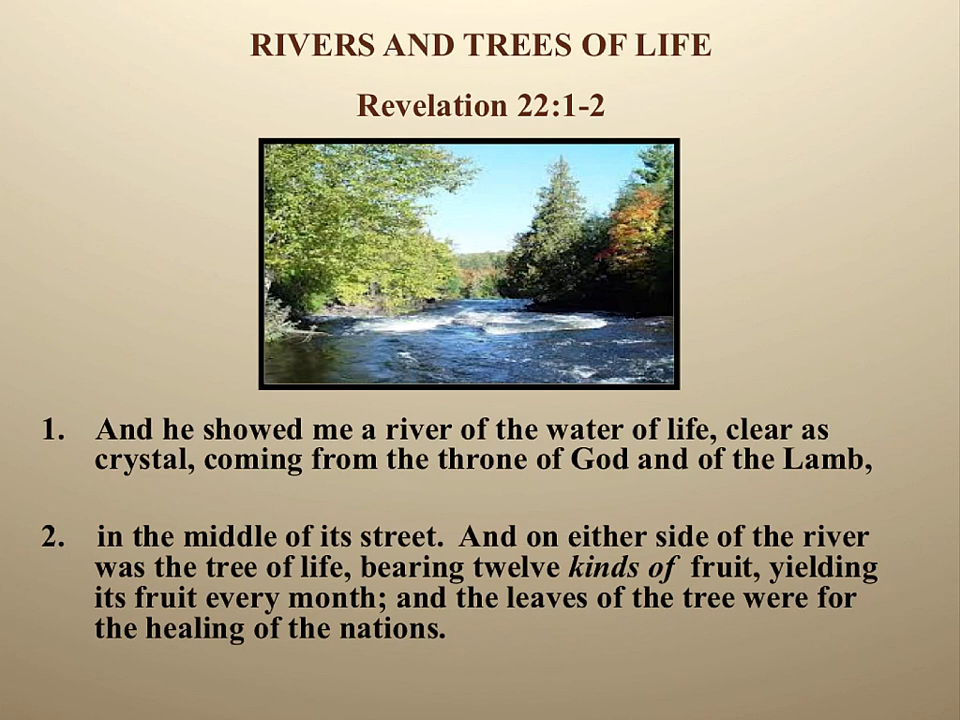 RIVERS AND TREES OF LIFE
Revelation 22:1-2
1. And he showed me a river of the water of life, clear as
crystal, coming from the throne of God and of the Lamb,
2. in the middle of its street. And on either side of the river
was the tree of life, bearing twelve kinds of fruit, yielding
its fruit every month; and the leaves of the tree were for
the healing of the nations.